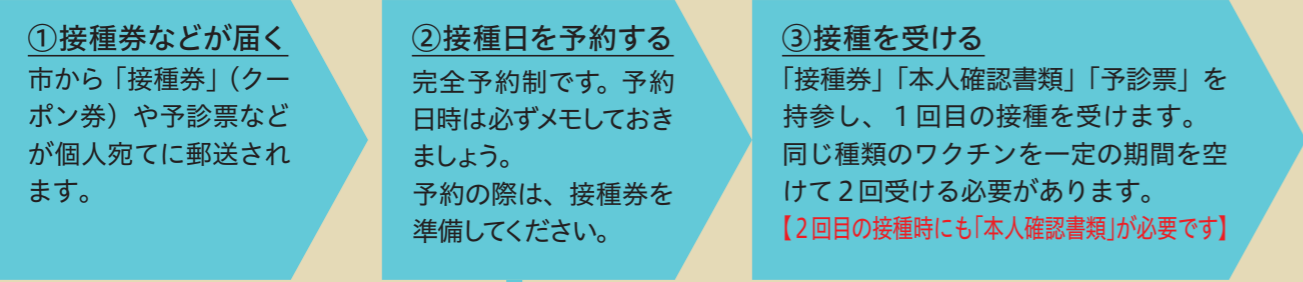 ①接種券などが届く
市から「接種券」（クー
ポン券）や予診票など
が個人宛てに郵送され
ます。
②接種日を予約する
完全予約制です。予約
日時は必ずメモしておき
ましょう。
予約の際は、接種券を
準備してください。
③接種を受ける
「接種券」「本人確認書類」「予診票」を
持参し、１回目の接種を受けます。
同じ種類のワクチンを一定の期間を空
けて２回受ける必要があります。
【２回目の接種時にも「本人確認書類」が必要です】